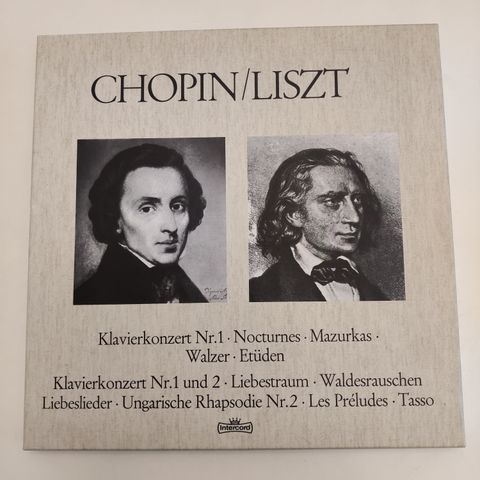 CHOPIN/LISZT
Klavierkonzert Nr.1 · Nocturnes · Mazurkas ·
Walzer · Etüden
Klavierkonzert Nr.1 und 2 · Liebestraum · Waldesrauschen
Liebeslieder · Ungarische Rhapsodie Nr.2 · Les Préludes · Tasso
Intercord